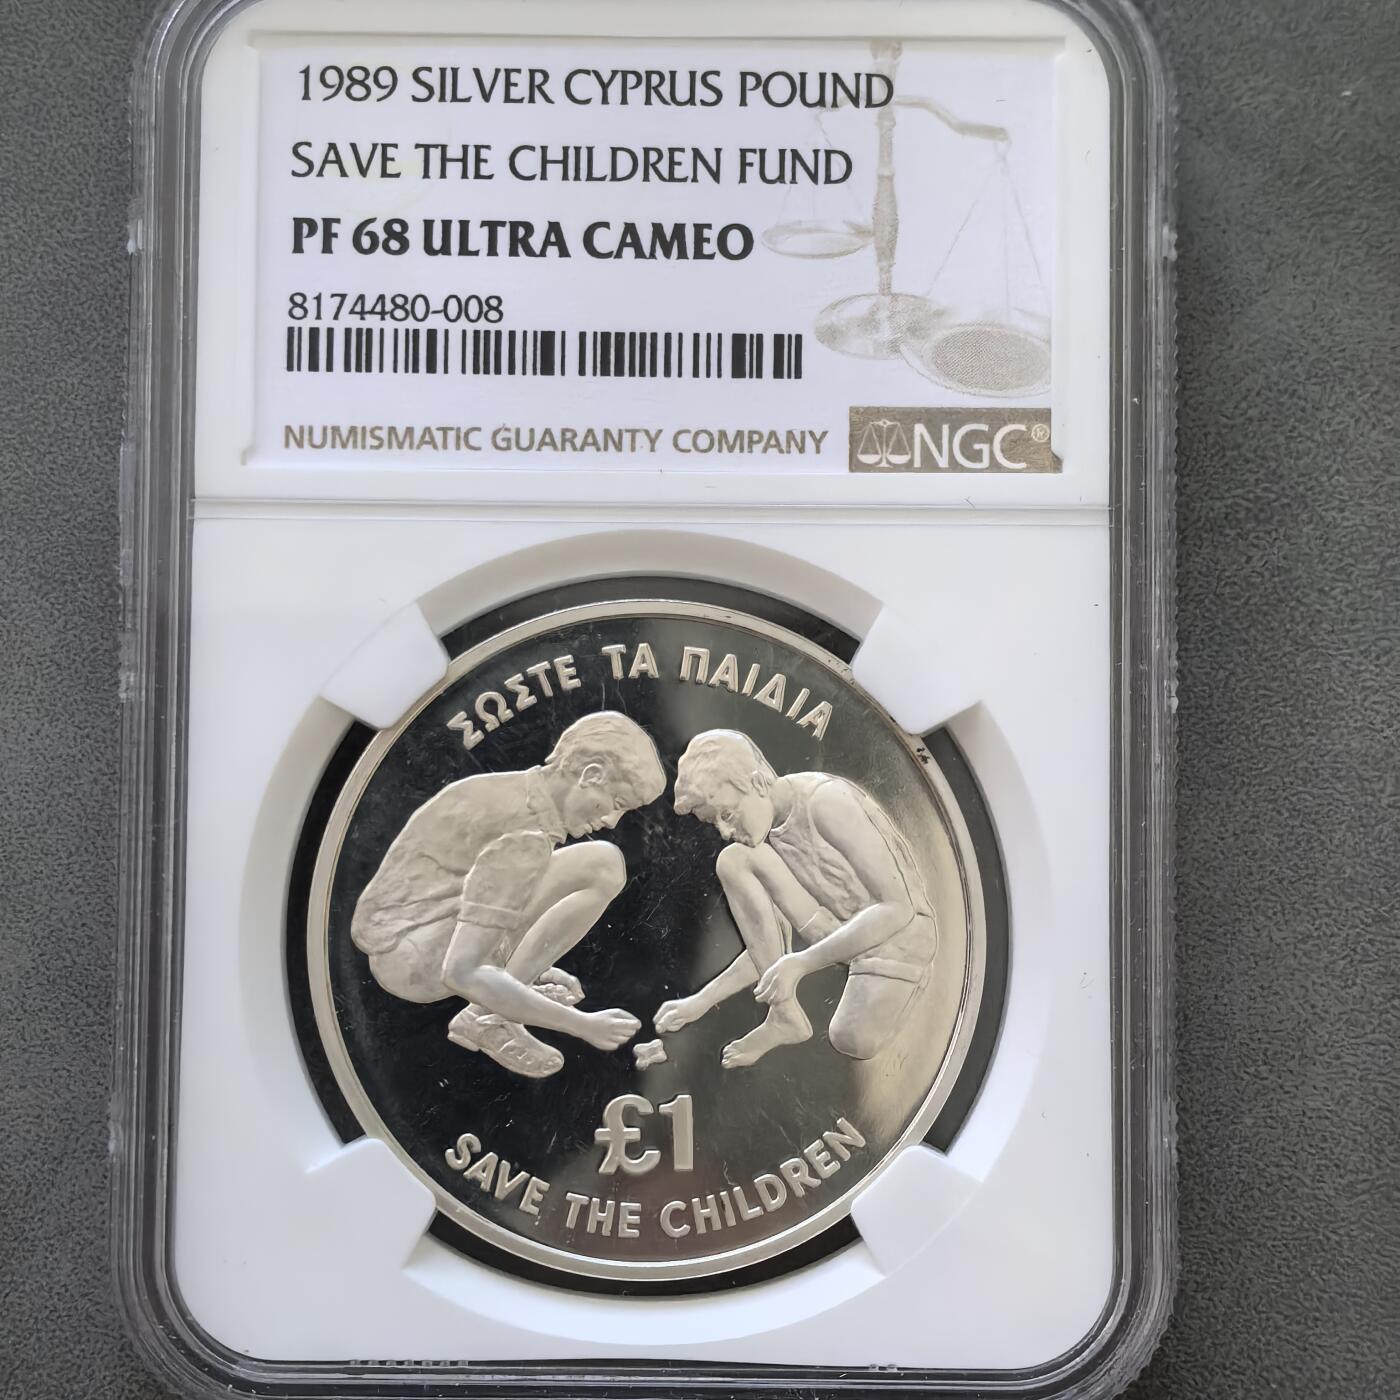 1989 SILVER CYPRUS POUND
SAVE THE CHILDREN FUND
PF 68 ULTRA CAMEO
8174480-008
NUMISMATIC GUARANTY COMPANY NGC®
ΣΩΣΤΕ ΤΑ ΠΑΙΔΙΑ
£1
SAVE THE CHILDREN